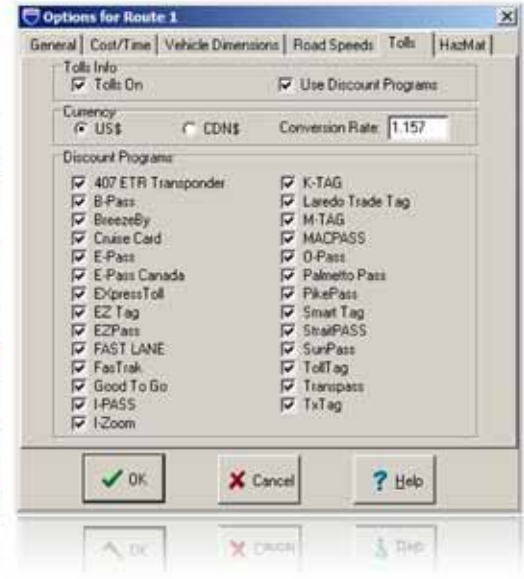 Options for Route 1
General Cost/Time Vehicle Dimensions Road Speeds Tolls HazMat
Tolls Info
Tolls On Use Discount Programs
Currency
US$ CDN$ Conversion Rate: 1.157
Discount Programs
407 ETR Transponder
B-Pass
BreezeBy
Cruise Card
E-Pass
E-Pass Canada
EXpressToll
EZ Tag
EZPass
FAST LANE
FasTrak
Good To Go
I-PASS
I-Zoom
K-TAG
Laredo Trade Tag
M-TAG
MACPASS
O-Pass
Palmetto Pass
PikePass
Smart Tag
StraitPASS
SunPass
TollTag
Transpass
TxTag
OK Cancel Help